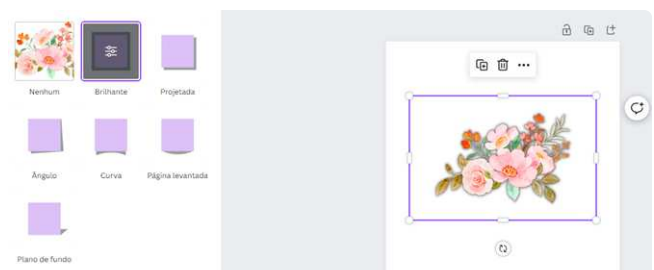 Nenhum Brilhante Projetada
Ângulo Curva Página levantada
Plano de fundo